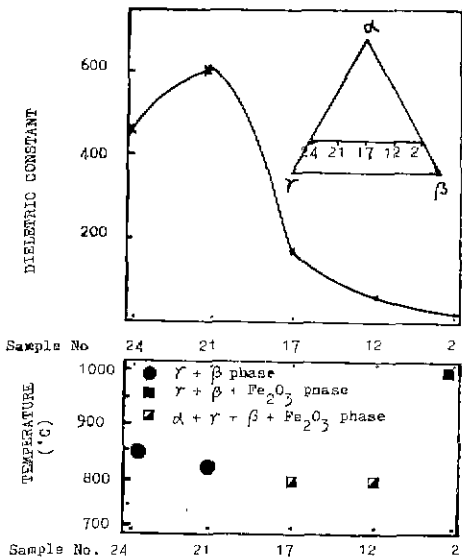 α
600
400
200
DIELETRIC CONSTANT
24 21 17 12 2
γ
β
Sample No 24 21 17 12 2
1000
900
800
700
TEMPERATURE
(°C)
γ + β phase
γ + β + Fe2O3 phase
α + γ + β + Fe2O3 phase
Sample No. 24 21 17 12 2